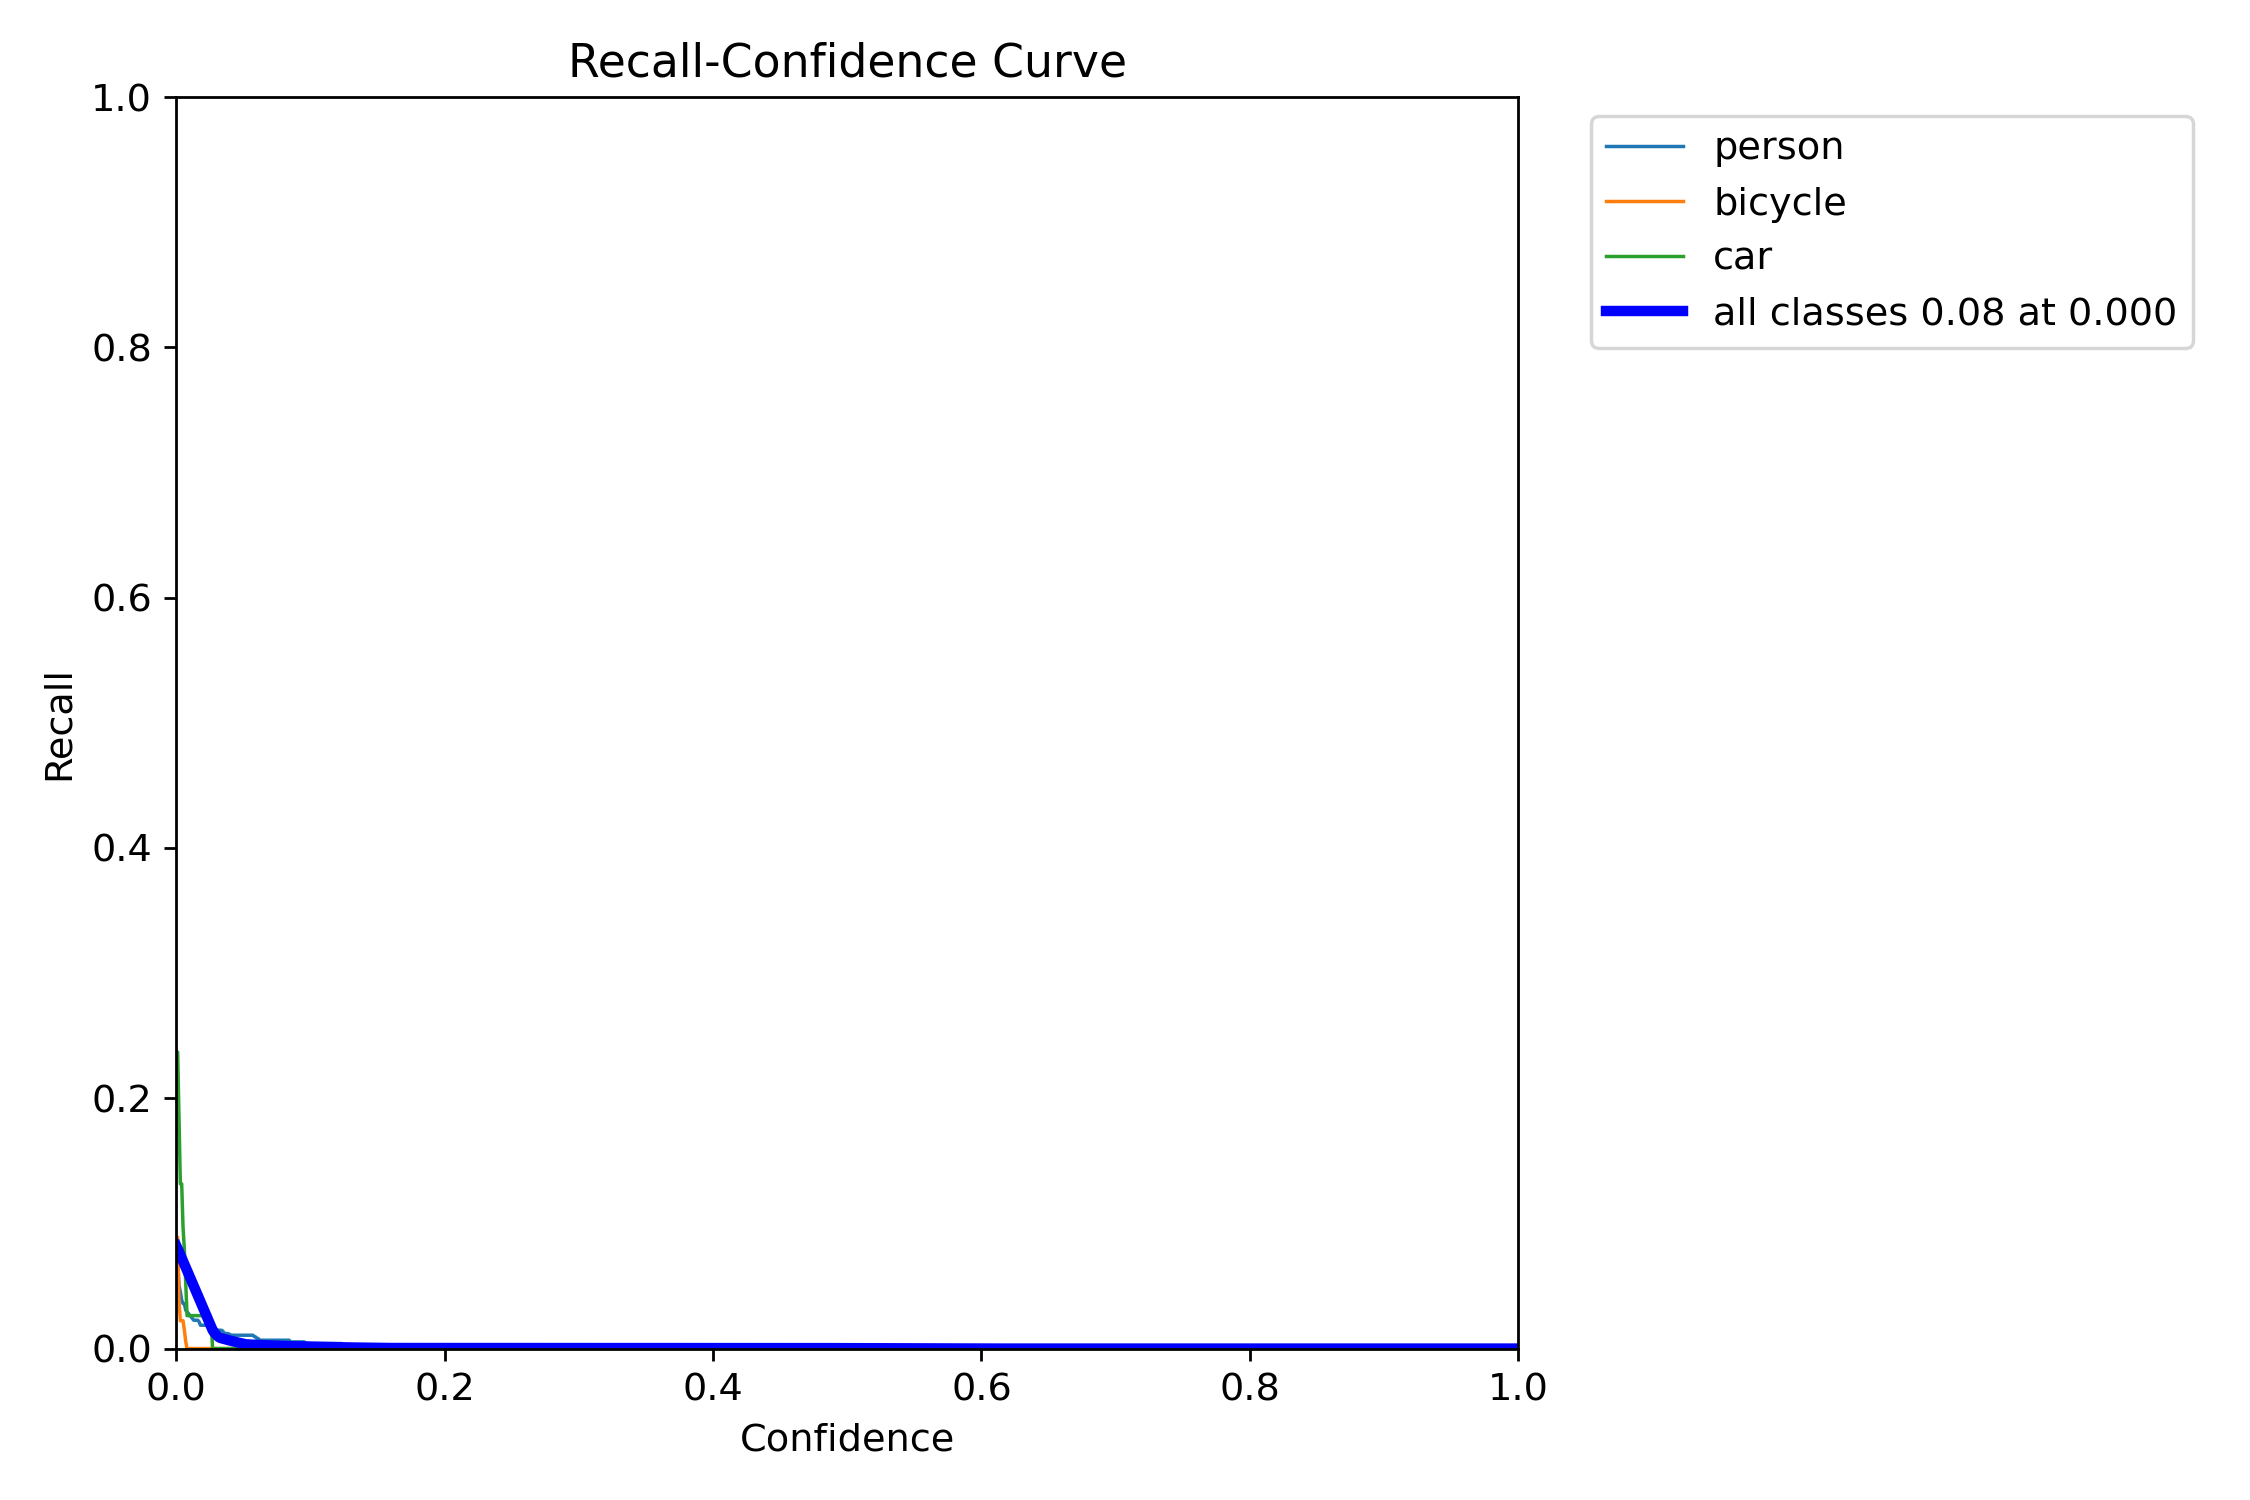 Recall-Confidence Curve
1.0
0.8
0.6
0.4
0.2
0.0
Recall
0.0 0.2 0.4 0.6 0.8 1.0
Confidence
person
bicycle
car
all classes 0.08 at 0.000